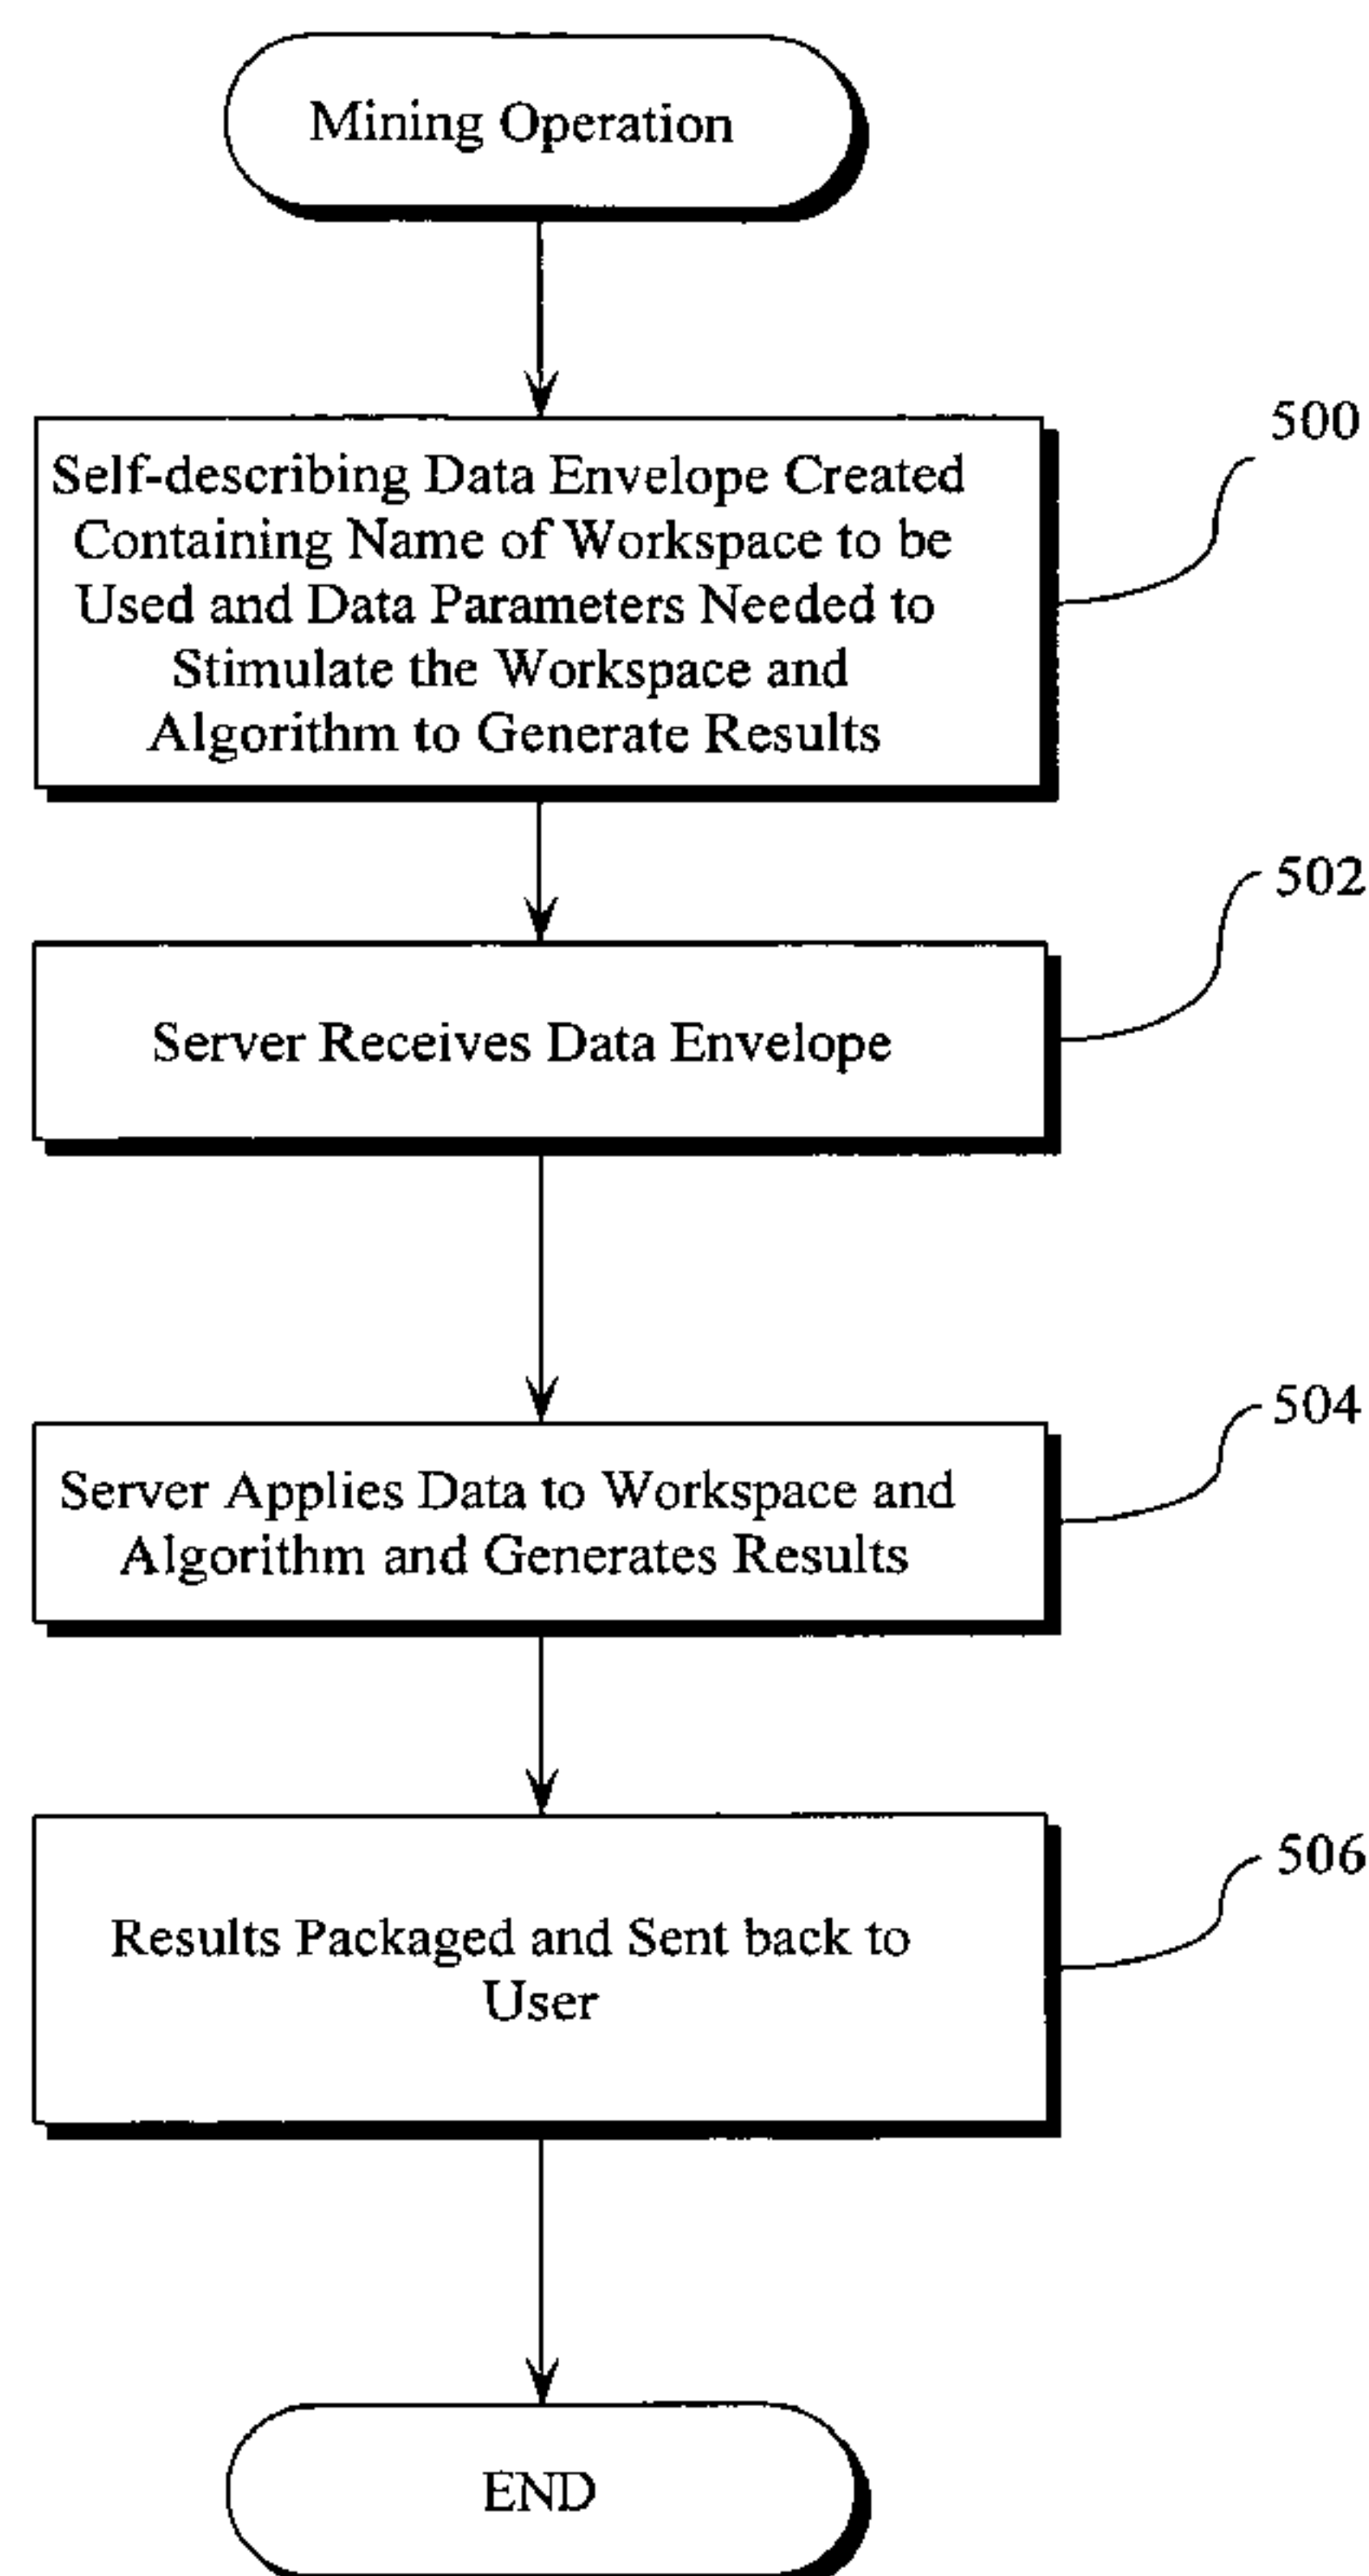 Mining Operation
500
Self-describing Data Envelope Created
Containing Name of Workspace to be
Used and Data Parameters Needed to
Stimulate the Workspace and
Algorithm to Generate Results
502
Server Receives Data Envelope
504
Server Applies Data to Workspace and
Algorithm and Generates Results
506
Results Packaged and Sent back to
User
END